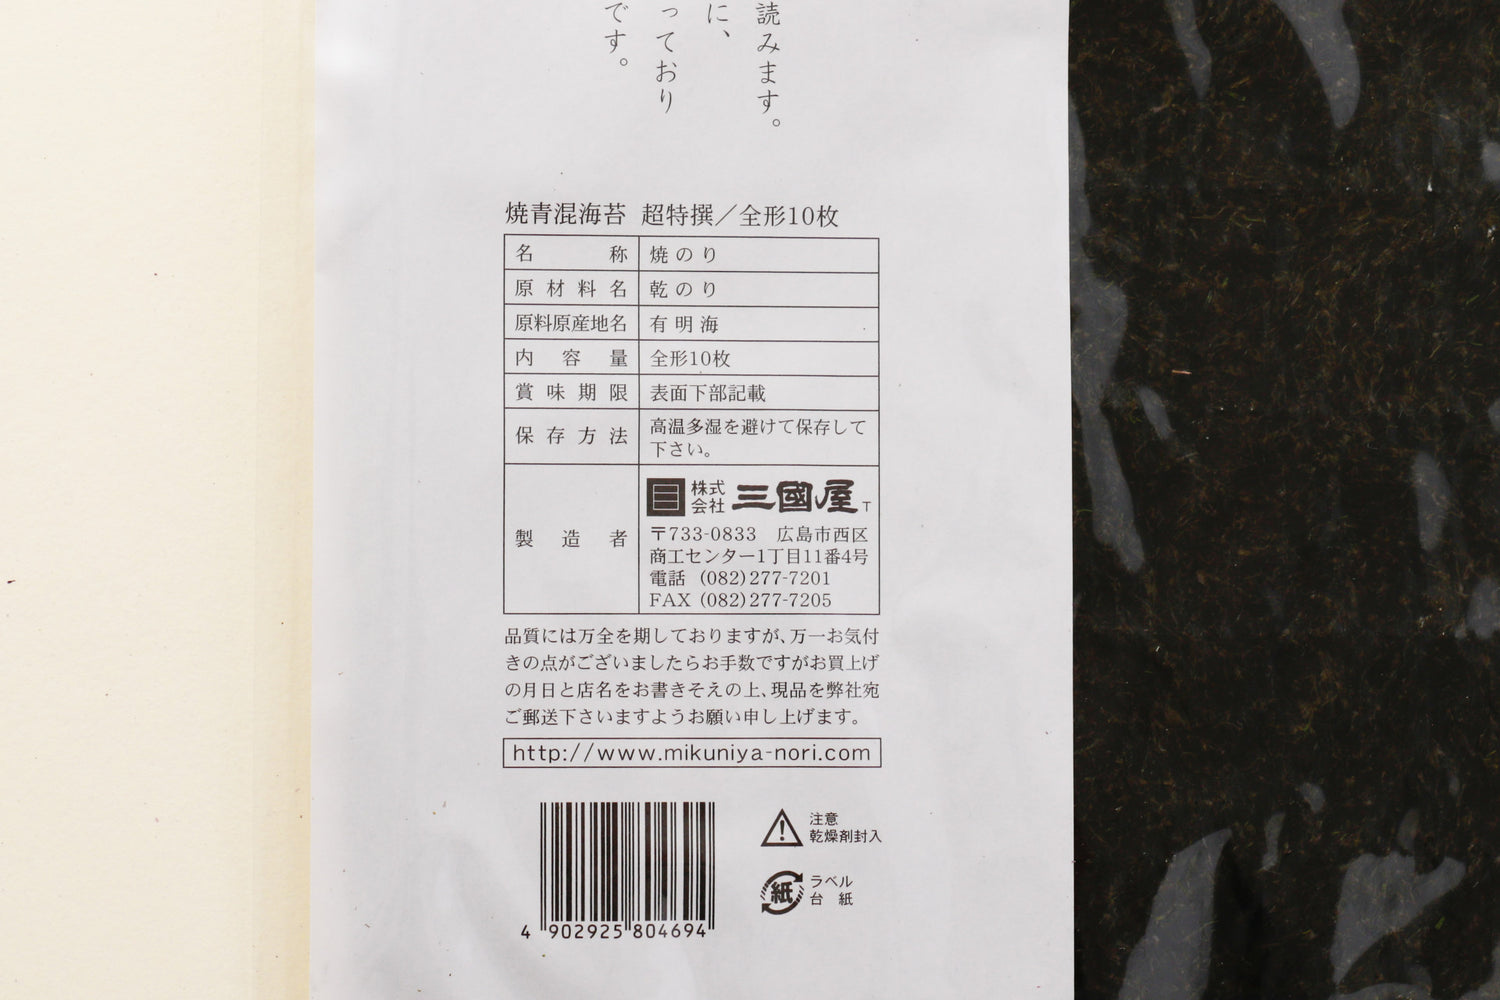 読みます。
に、
っており
です。
焼青混海苔 超特撰／全形10枚
名称 焼のり
原材料名 乾のり
原料原産地名 有明海
内容量 全形10枚
賞味期限 表面下部記載
保存方法 高温多湿を避けて保存して
下さい。
製造者 株式会社 三國屋 T
〒733-0833 広島市西区
商工センター1丁目11番4号
電話 (082)277-7201
FAX (082)277-7205
品質には万全を期しておりますが、万一お気付
きの点がございましたらお手数ですがお買上げ
の月日と店名をお書きそえの上、現品を弊社宛
ご郵送下さいますようお願い申し上げます。
http://www.mikuniya-nori.com
注意
乾燥剤封入
紙
ラベル
台紙
4 902925 804694